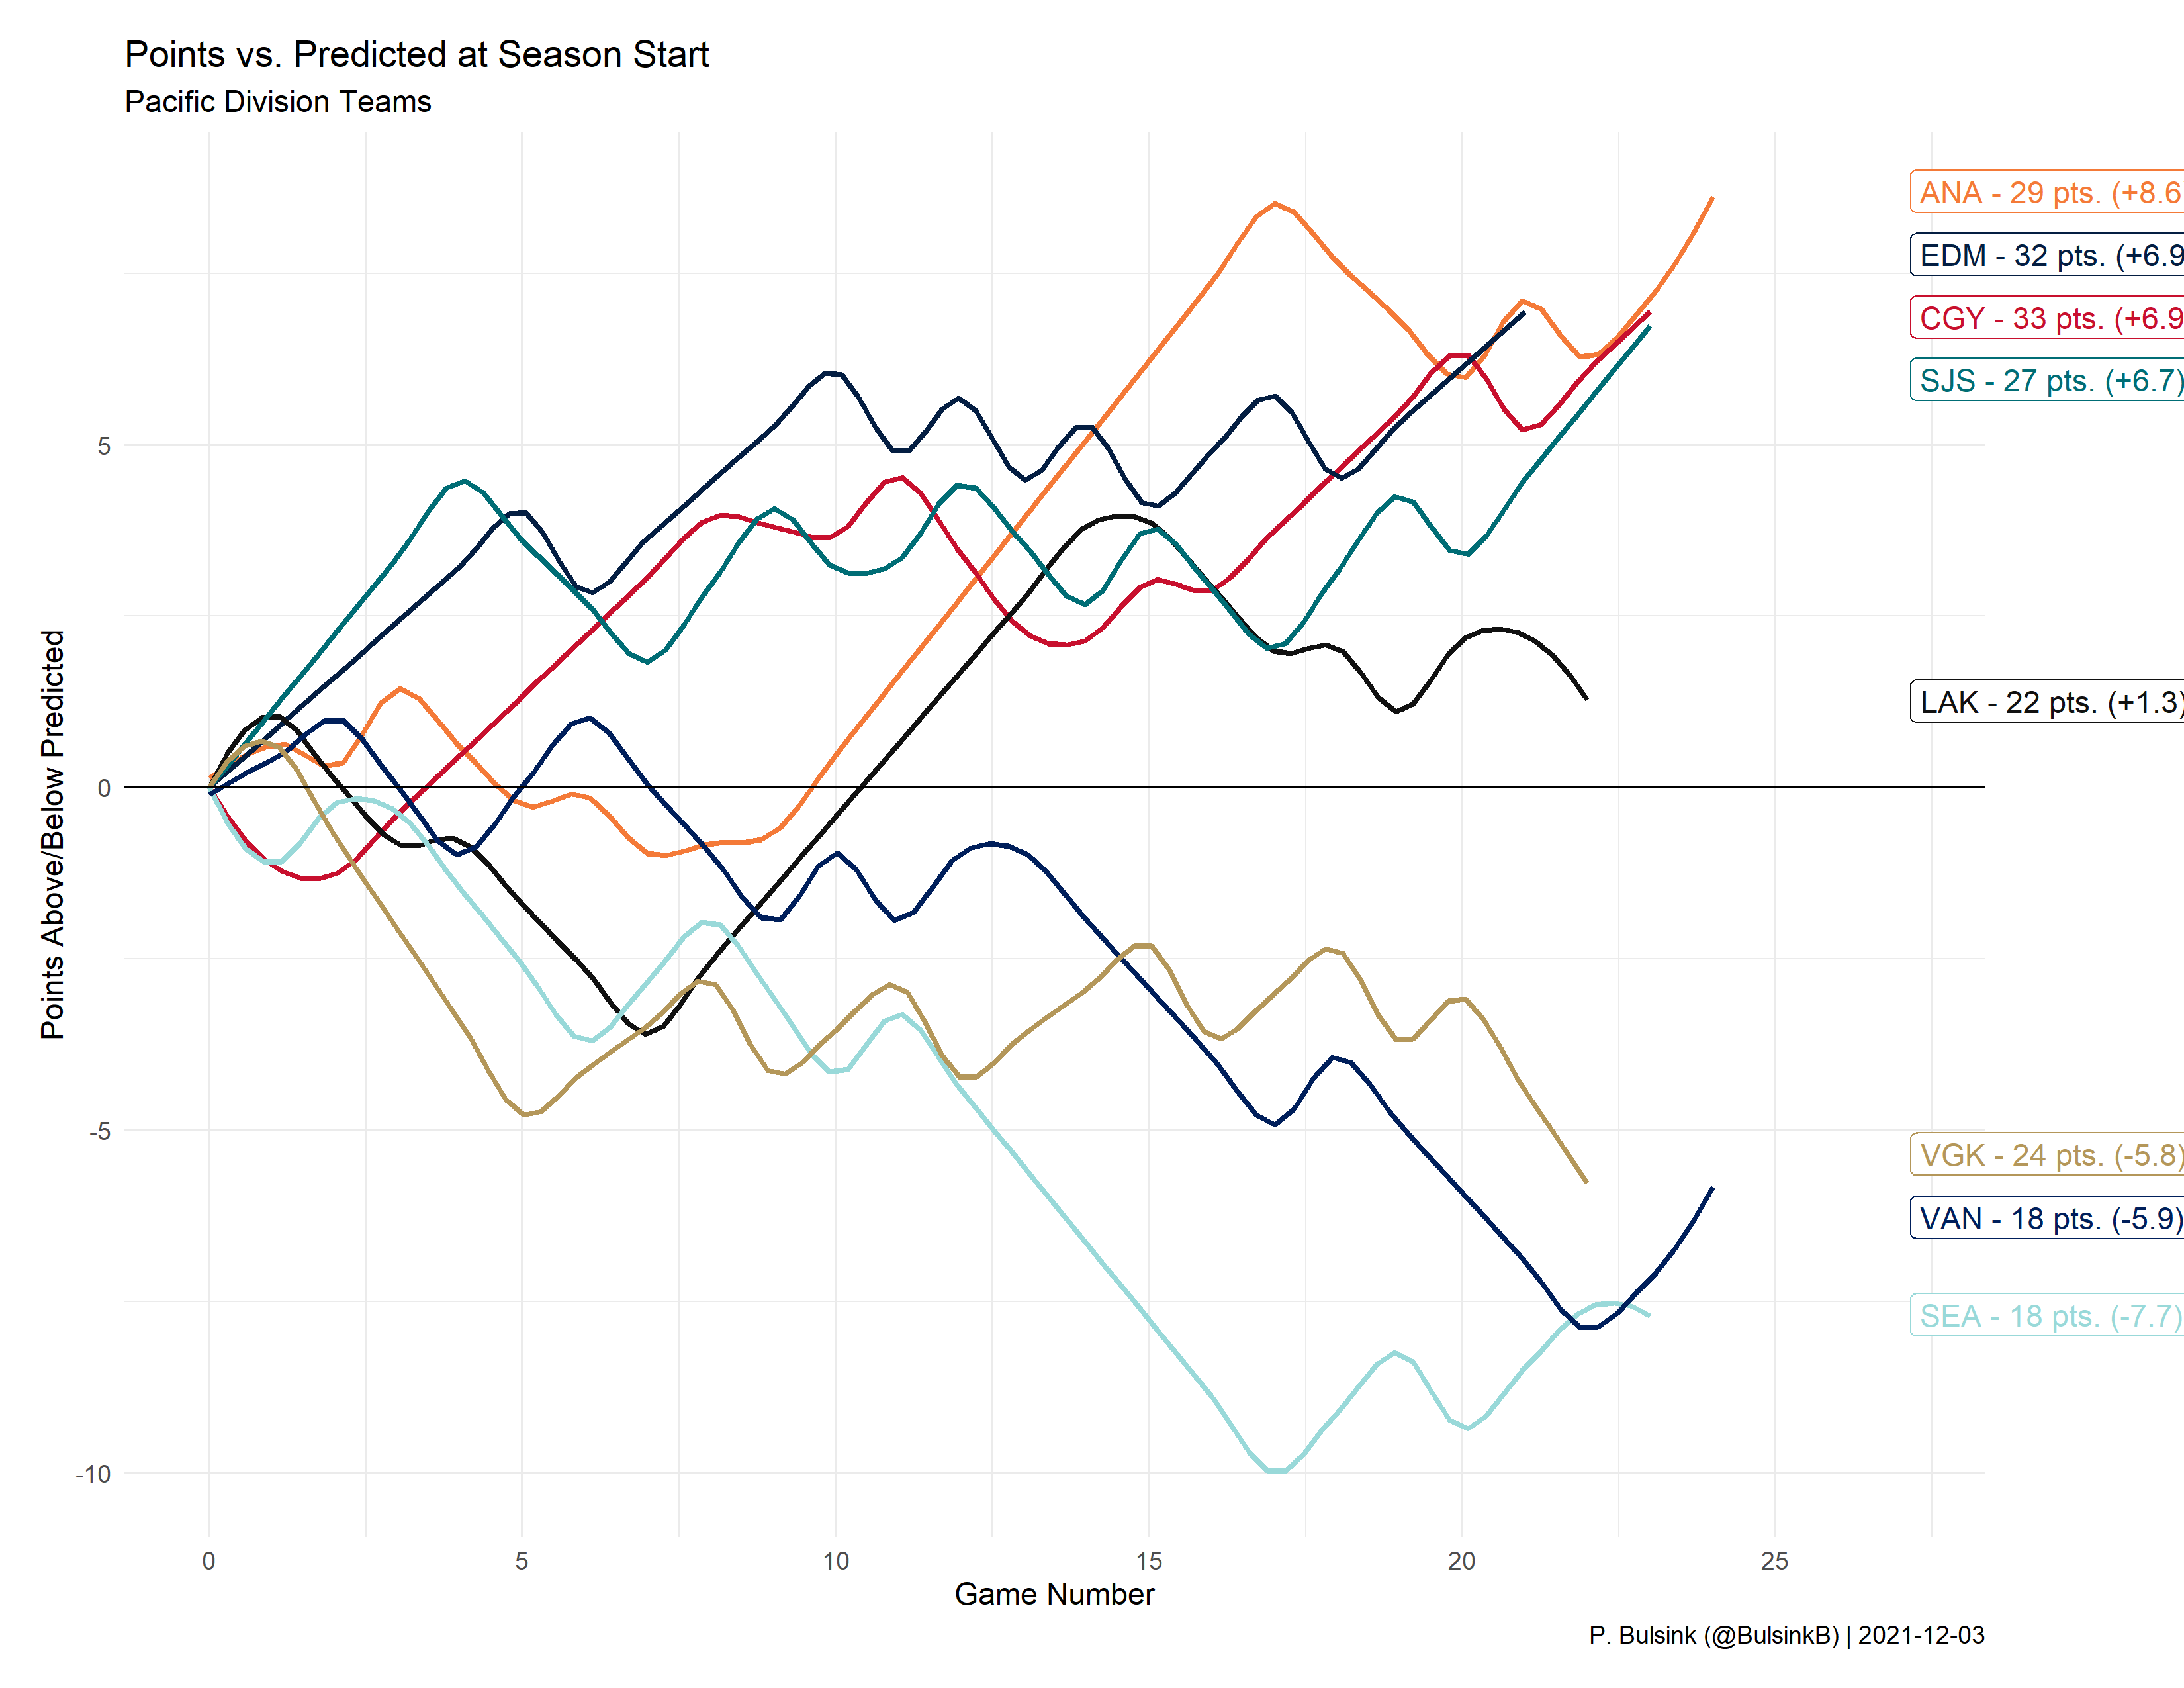 Points vs. Predicted at Season Start
Pacific Division Teams
Points Above/Below Predicted
5
0
-5
-10
ANA - 29 pts. (+8.6
EDM - 32 pts. (+6.9
CGY - 33 pts. (+6.9
SJS - 27 pts. (+6.7)
LAK - 22 pts. (+1.3)
VGK - 24 pts. (-5.8)
VAN - 18 pts. (-5.9)
SEA - 18 pts. (-7.7)
0 5 10 15 20 25
Game Number
P. Bulsink (@BulsinkB) | 2021-12-03